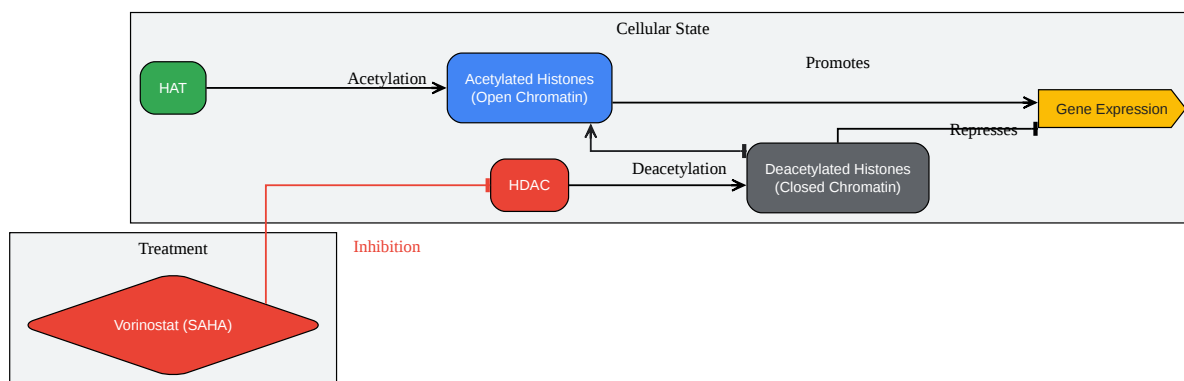 Cellular State
HAT
Acetylation
Acetylated Histones
(Open Chromatin)
Promotes
Gene Expression
Represses
HDAC
Deacetylation
Deacetylated Histones
(Closed Chromatin)
Treatment
Inhibition
Vorinostat (SAHA)